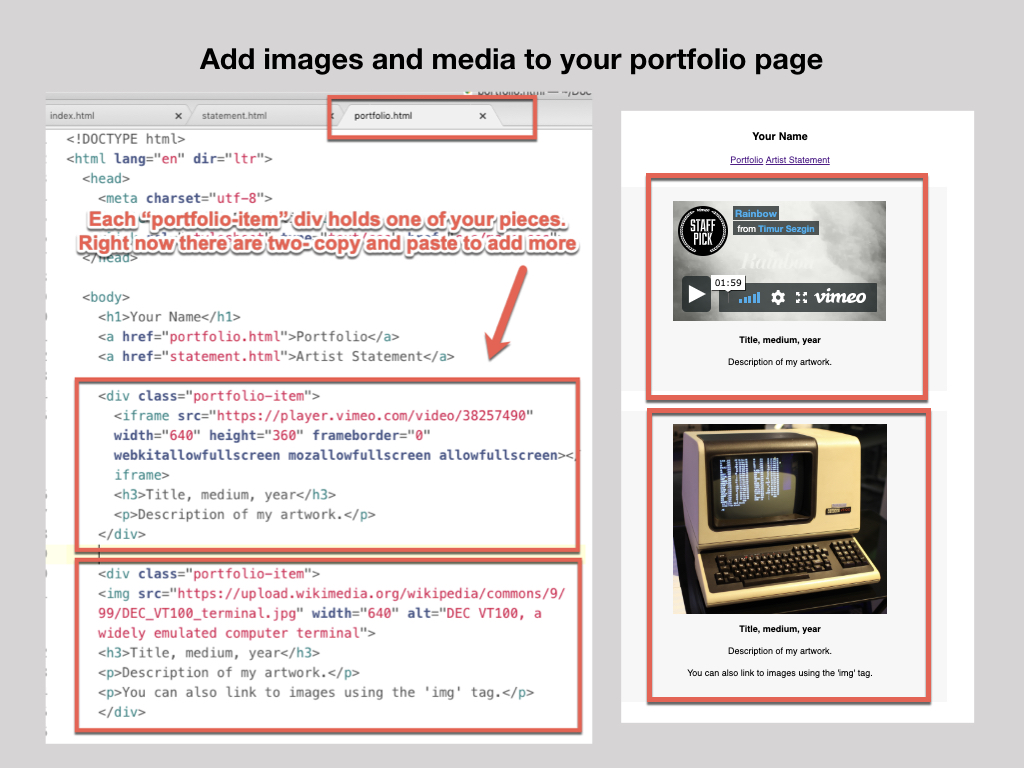 Add images and media to your portfolio page
index.html
statement.html
portfolio.html
<!DOCTYPE html>
<html lang="en" dir="ltr">
<head>
<meta charset="utf-8">
Each “portfolio-item” div holds one of your pieces.
Right now there are two- copy and paste to add more
</head>
<body>
<h1>Your Name</h1>
<a href="portfolio.html">Portfolio</a>
<a href="statement.html">Artist Statement</a>
<div class="portfolio-item">
<iframe src="https://player.vimeo.com/video/38257490"
width="640" height="360" frameborder="0"
webkitallowfullscreen mozallowfullscreen allowfullscreen></
iframe>
<h3>Title, medium, year</h3>
<p>Description of my artwork.</p>
</div>
<div class="portfolio-item">
<img src="https://upload.wikimedia.org/wikipedia/commons/9/
99/DEC_VT100_terminal.jpg" width="640" alt="DEC VT100, a
widely emulated computer terminal">
<h3>Title, medium, year</h3>
<p>Description of my artwork.</p>
<p>You can also link to images using the 'img' tag.</p>
</div>
Your Name
Portfolio Artist Statement
vimeo
STAFF
PICK
Rainbow
from Timur Sezgin
Rainbow
01:59
vimeo
Title, medium, year
Description of my artwork.
Title, medium, year
Description of my artwork.
You can also link to images using the 'img' tag.